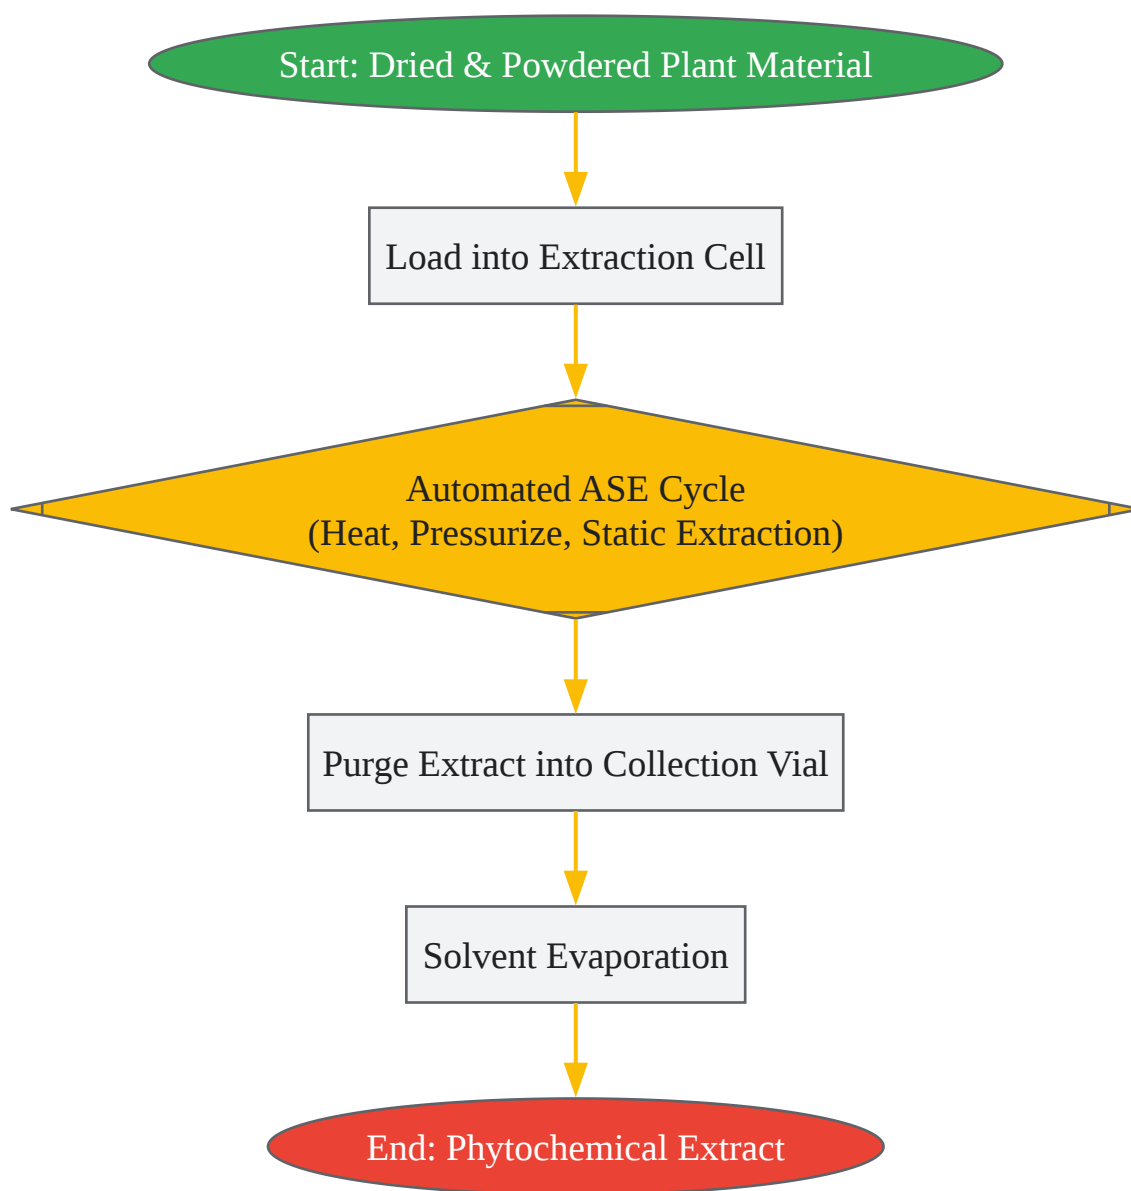 Start: Dried & Powdered Plant Material
Load into Extraction Cell
Automated ASE Cycle
(Heat, Pressurize, Static Extraction)
Purge Extract into Collection Vial
Solvent Evaporation
End: Phytochemical Extract